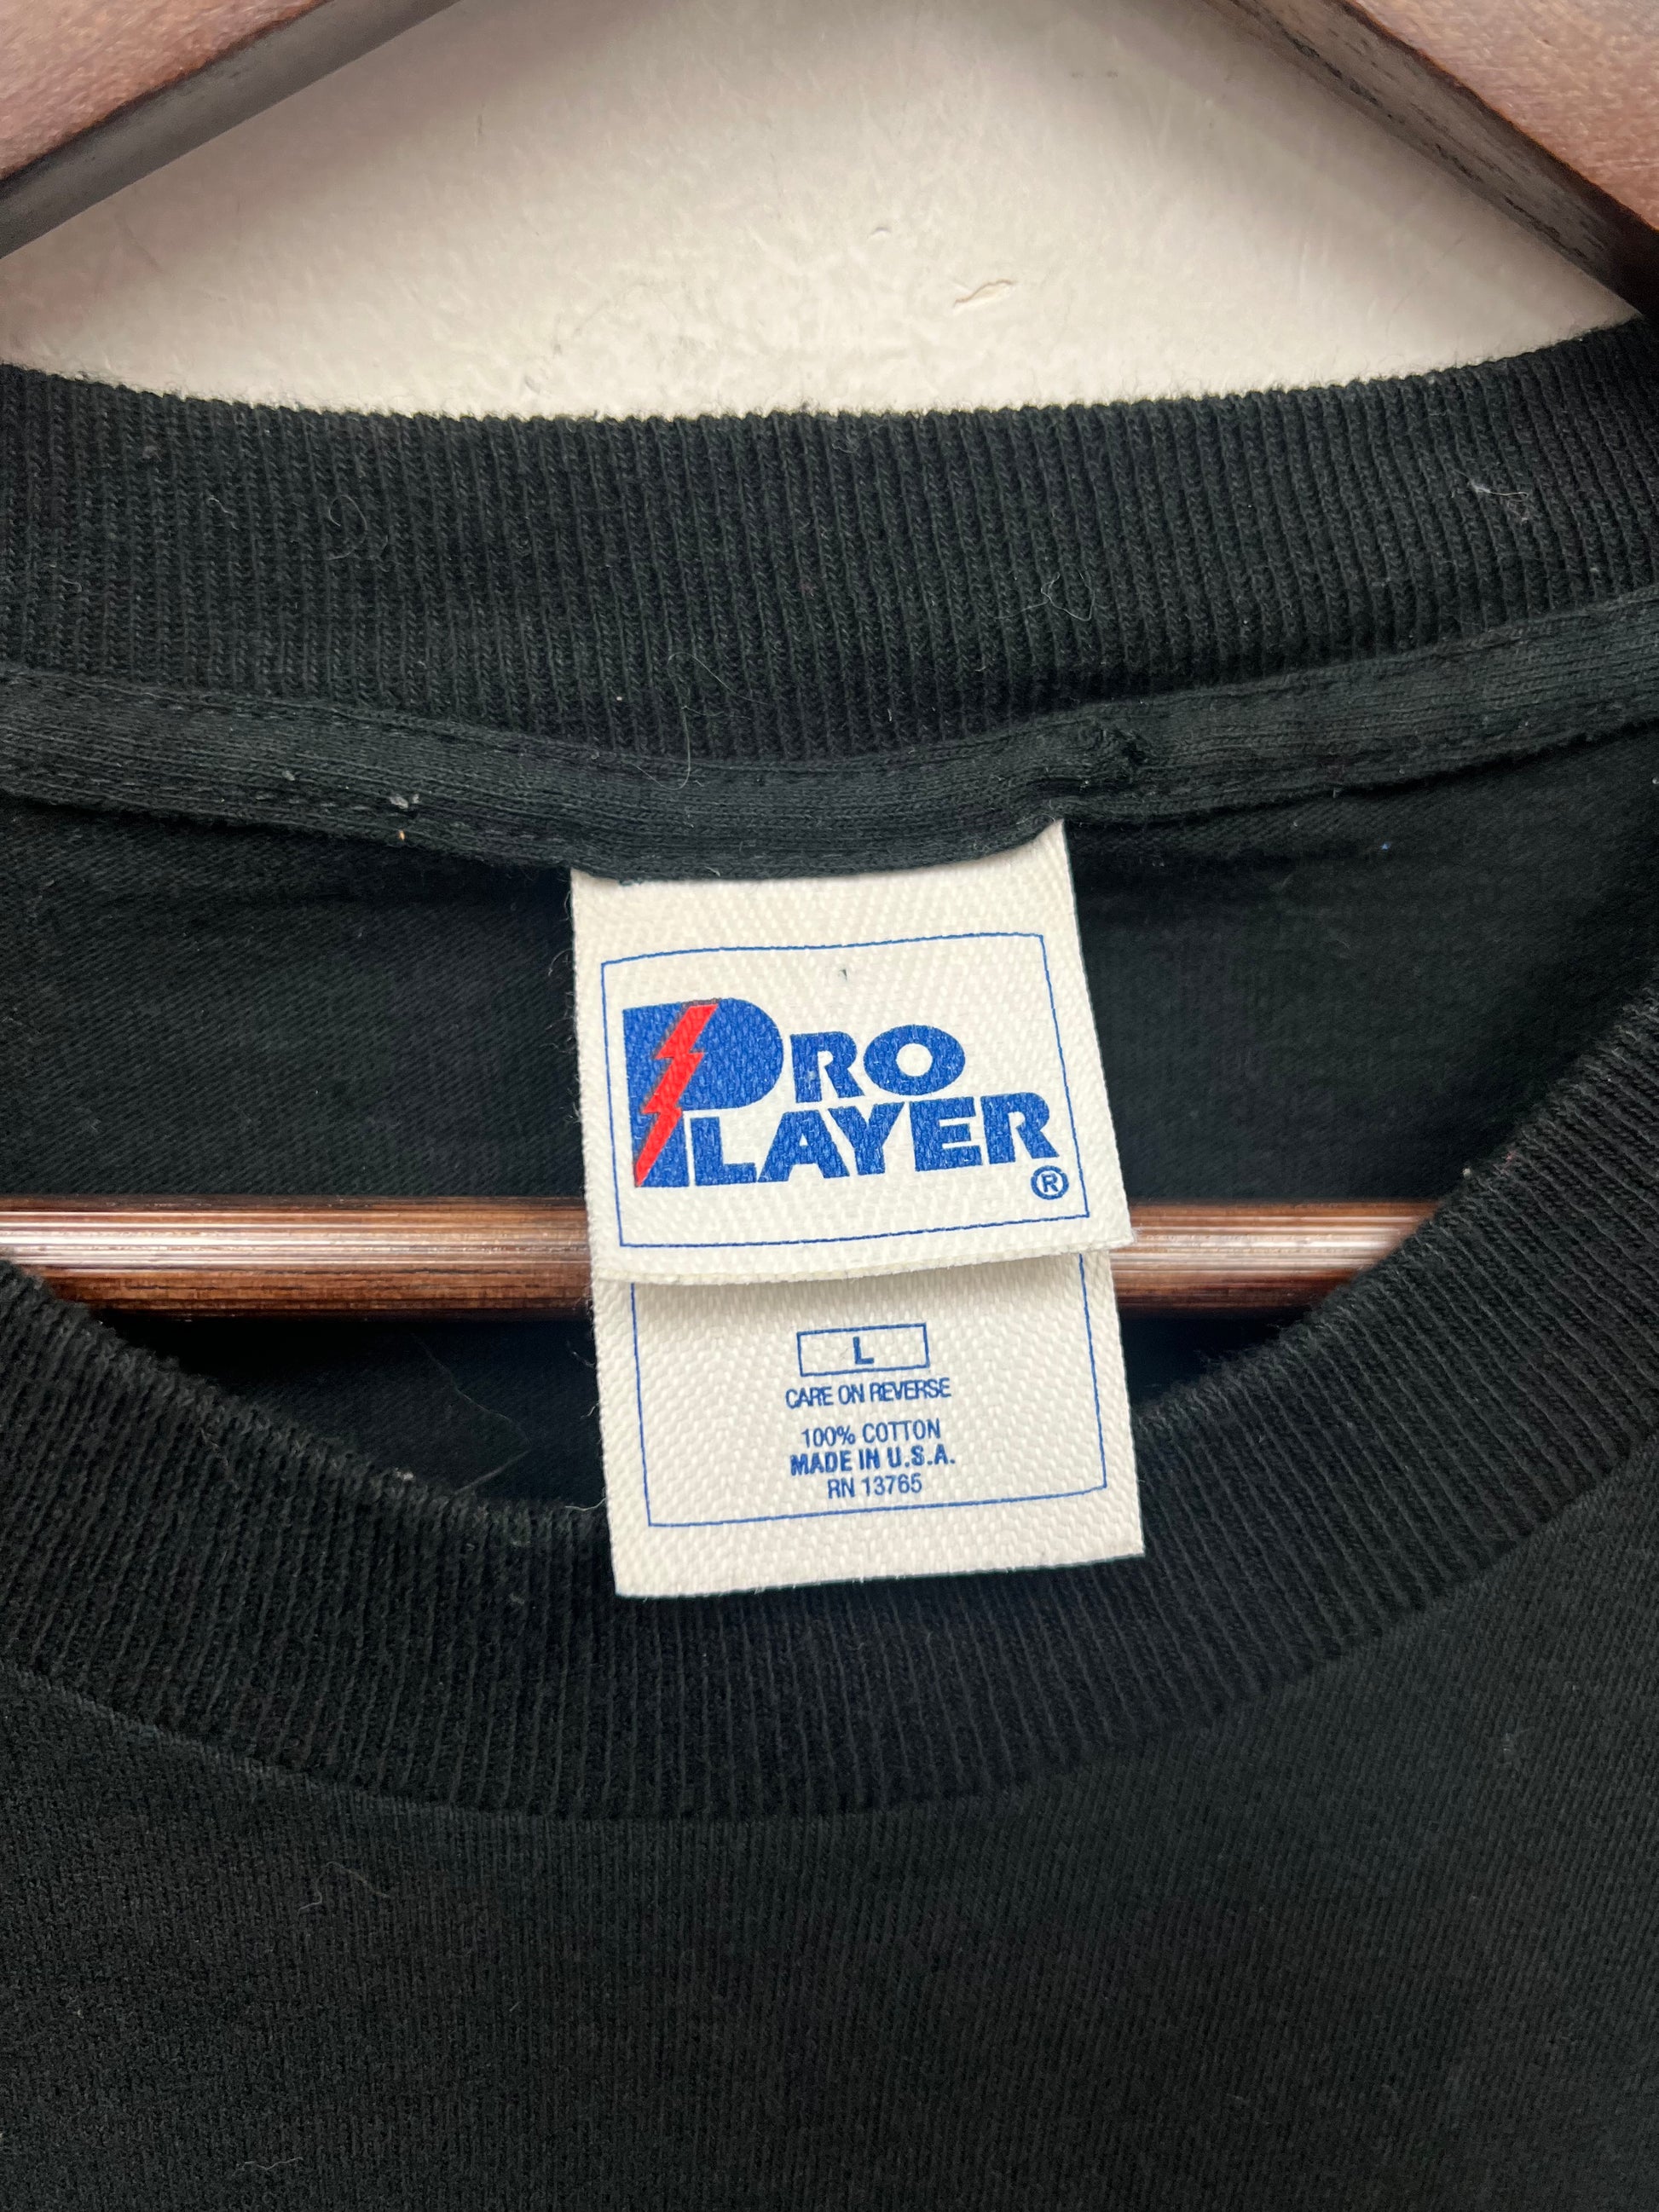 PRO
PLAYER
®
L
CARE ON REVERSE
100% COTTON
MADE IN U.S.A.
RN 13765